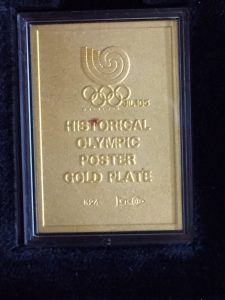 HISTORICAL
OLYMPIC
POSTER
GOLD PLATE